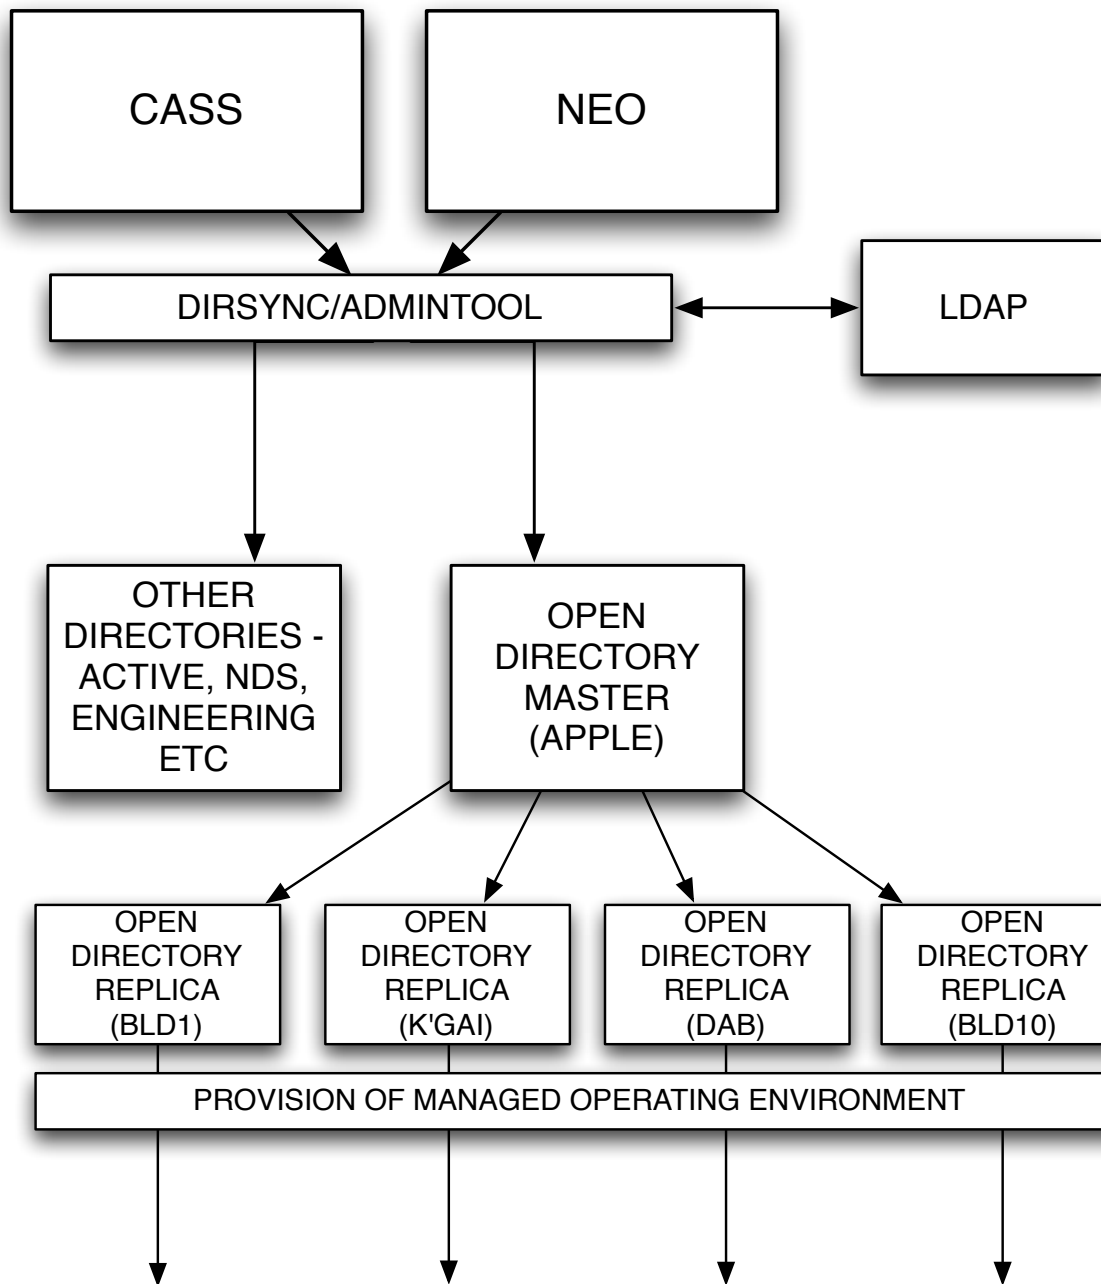 CASS
NEO
DIRSYNC/ADMINTOOL
LDAP
OTHER
DIRECTORIES -
ACTIVE, NDS,
ENGINEERING
ETC
OPEN
DIRECTORY
MASTER
(APPLE)
OPEN
DIRECTORY
REPLICA
(BLD1)
OPEN
DIRECTORY
REPLICA
(K'GAI)
OPEN
DIRECTORY
REPLICA
(DAB)
OPEN
DIRECTORY
REPLICA
(BLD10)
PROVISION OF MANAGED OPERATING ENVIRONMENT